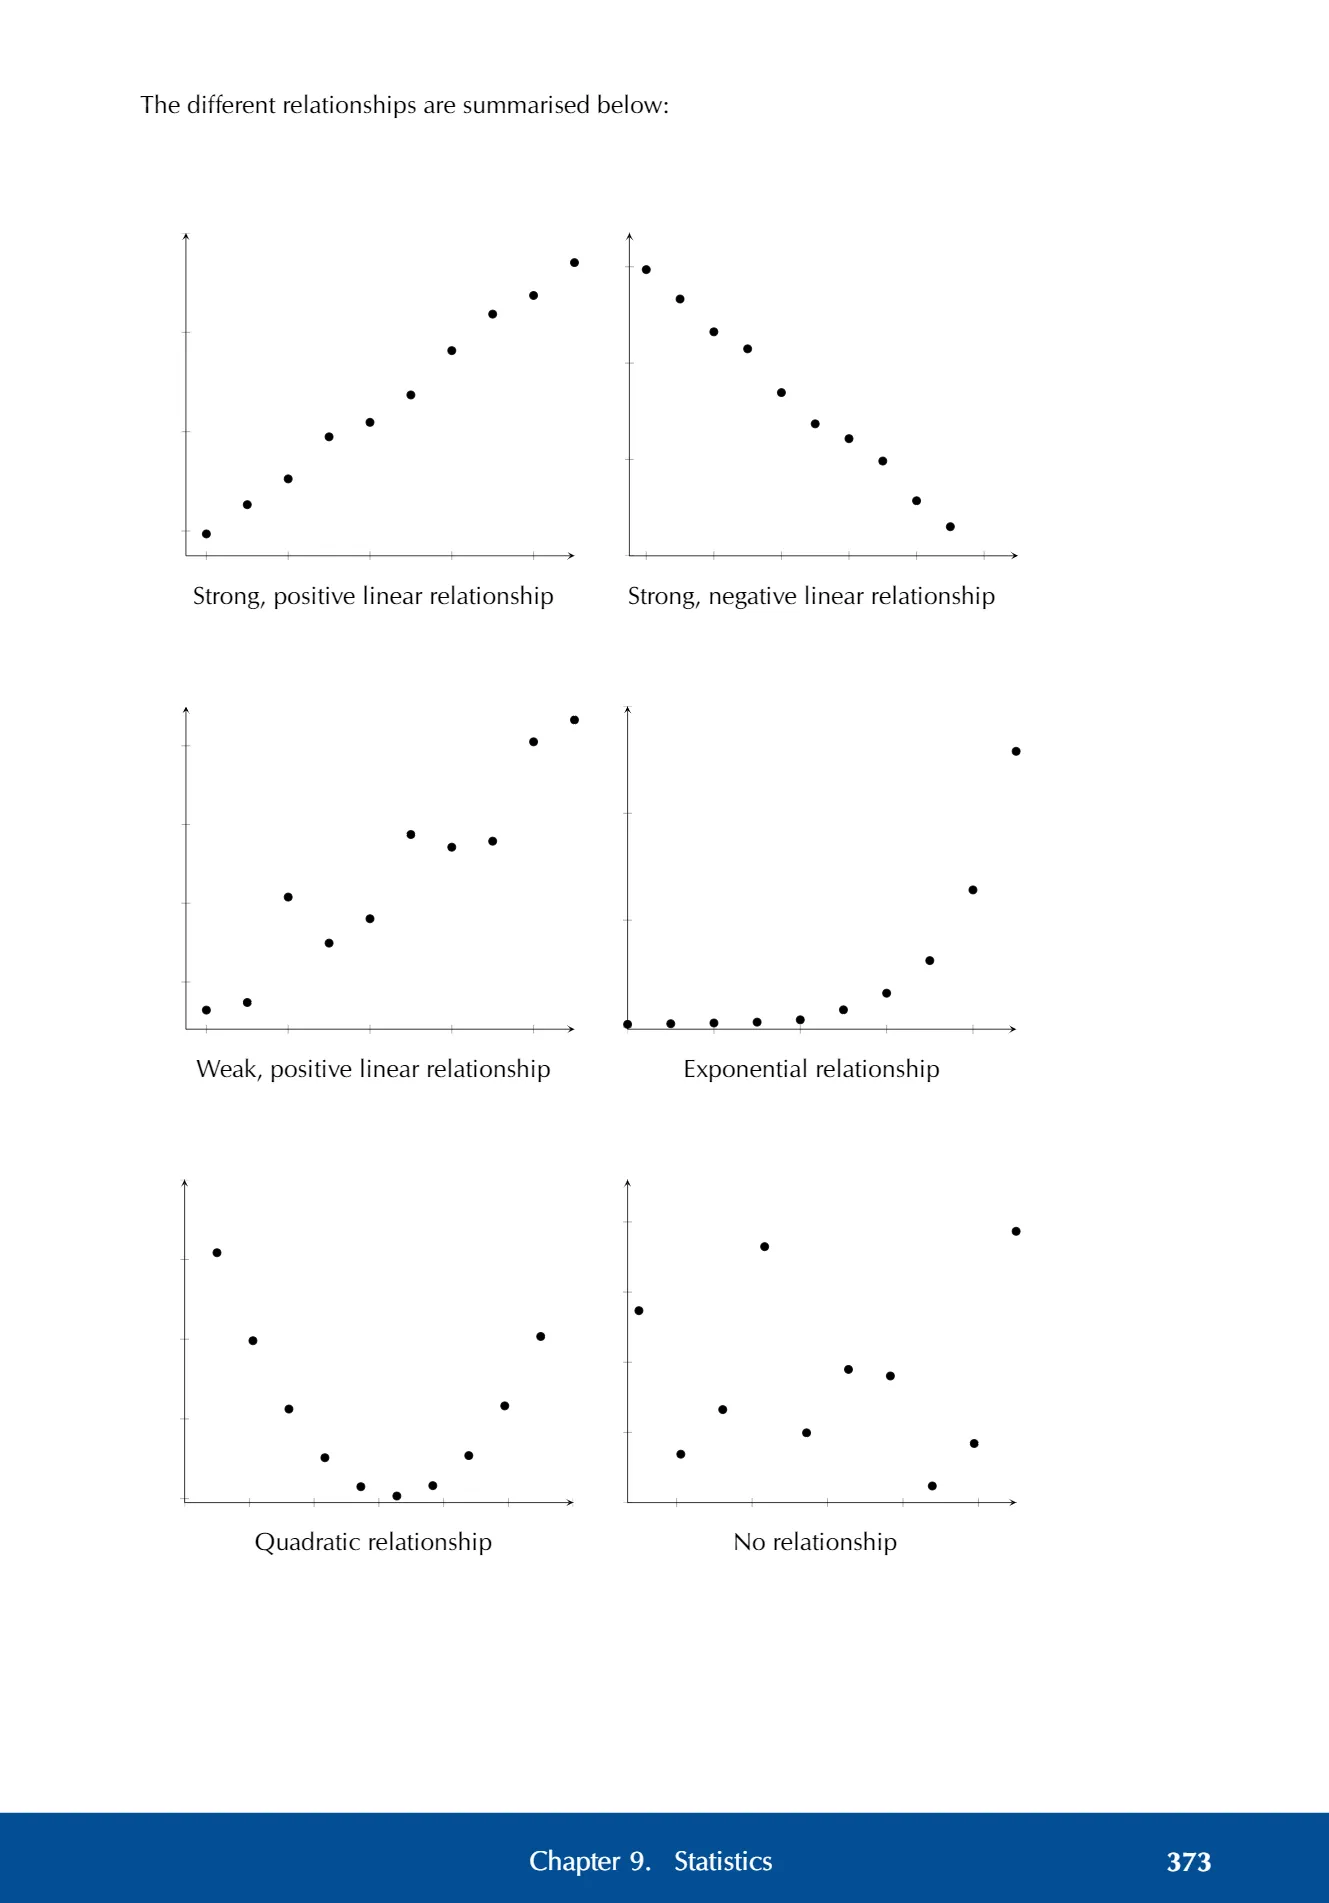 The different relationships are summarised below:
Strong, positive linear relationship
Strong, negative linear relationship
Weak, positive linear relationship
Exponential relationship
Quadratic relationship
No relationship
Chapter 9. Statistics
373